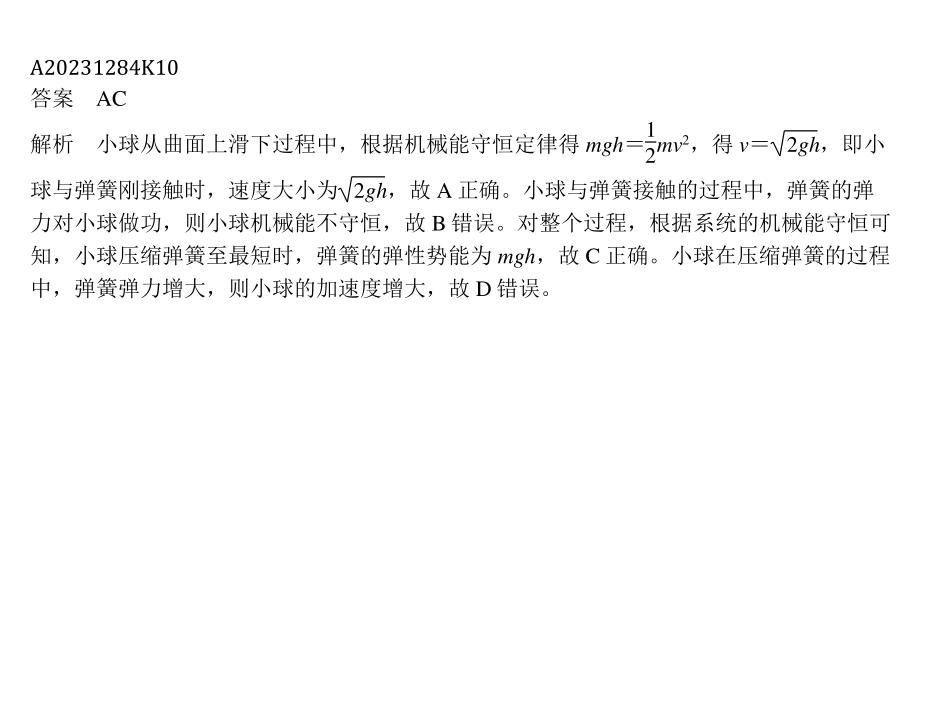 A20231284K10
答案　AC
解析　小球从曲面上滑下过程中，根据机械能守恒定律得 mgh＝\frac{1}{2}mv²，得 v＝\sqrt{2gh}，即小
球与弹簧刚接触时，速度大小为\sqrt{2gh}，故 A 正确。小球与弹簧接触的过程中，弹簧的弹
力对小球做功，则小球机械能不守恒，故 B 错误。对整个过程，根据系统的机械能守恒可
知，小球压缩弹簧至最短时，弹簧的弹性势能为 mgh，故 C 正确。小球在压缩弹簧的过程
中，弹簧弹力增大，则小球的加速度增大，故 D 错误。